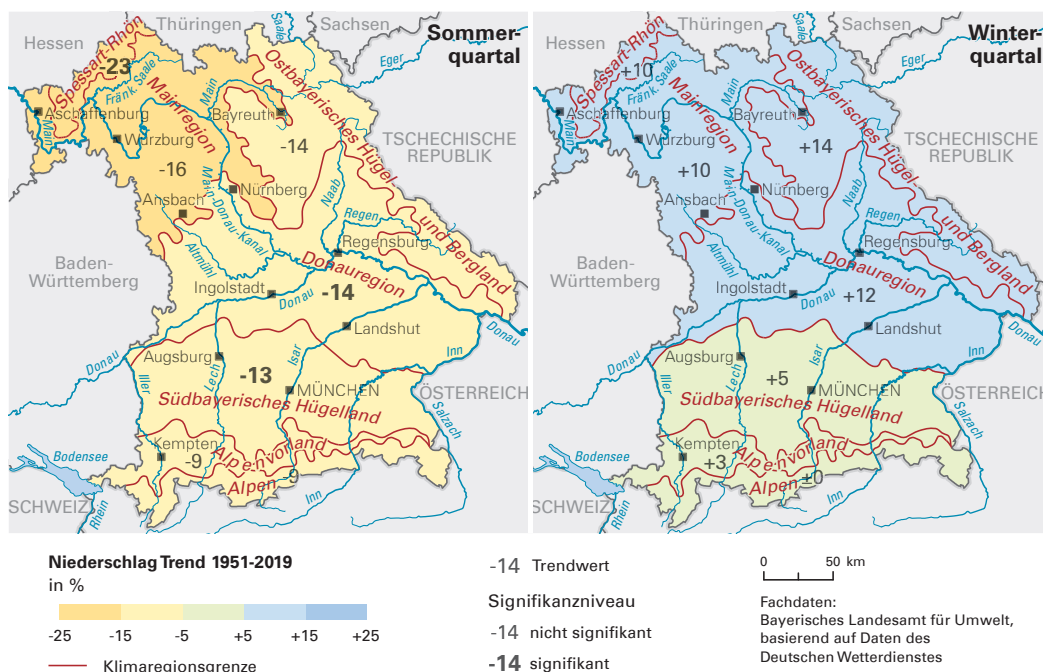 Sommer-
quartal
Hessen
Thüringen
Sachsen
Saale
Eger
Spessart-Rhön
-23
Fränk. Saale
Aschaffenburg
Main
Würzburg
Mainregion
Main
Bayreuth
Ostbayerisches Hügel-
und Bergland
-14
TSCHECHISCHE
REPUBLIK
-16
Nürnberg
Ansbach
Main-Donau-Kanal
Naab
Regen
Altmühl
Regensburg
Baden-
Württemberg
Donauregion
Ingolstadt
Donau
-14
Landshut
Donau
Donau
Inn
Augsburg
Isar
Iller
Lech
-13
MÜNCHEN
ÖSTERREICH
Südbayerisches Hügelland
Salzach
Kempten
Bodensee
-9
Alpenvorland
Alpen
-9
Inn
SCHWEIZ
Rhein
Winter-
quartal
Hessen
Thüringen
Sachsen
Saale
Eger
Spessart-Rhön
+10
Fränk. Saale
Aschaffenburg
Main
Würzburg
Mainregion
Main
Bayreuth
Ostbayerisches Hügel-
und Bergland
+14
TSCHECHISCHE
REPUBLIK
+10
Nürnberg
Ansbach
Main-Donau-Kanal
Naab
Regen
Altmühl
Regensburg
Baden-
Württemberg
Donauregion
Ingolstadt
Donau
+12
Landshut
Donau
Donau
Inn
Augsburg
Isar
Iller
Lech
+5
MÜNCHEN
ÖSTERREICH
Südbayerisches Hügelland
Salzach
Kempten
Bodensee
+3
Alpenvorland
Alpen
±0
Inn
SCHWEIZ
Rhein
Niederschlag Trend 1951-2019
in %
-25 -15 -5 +5 +15 +25
Klimaregionsgrenze
-14 Trendwert
Signifikanzniveau
-14 nicht signifikant
-14 signifikant
0 50 km
Fachdaten:
Bayerisches Landesamt für Umwelt,
basierend auf Daten des
Deutschen Wetterdienstes